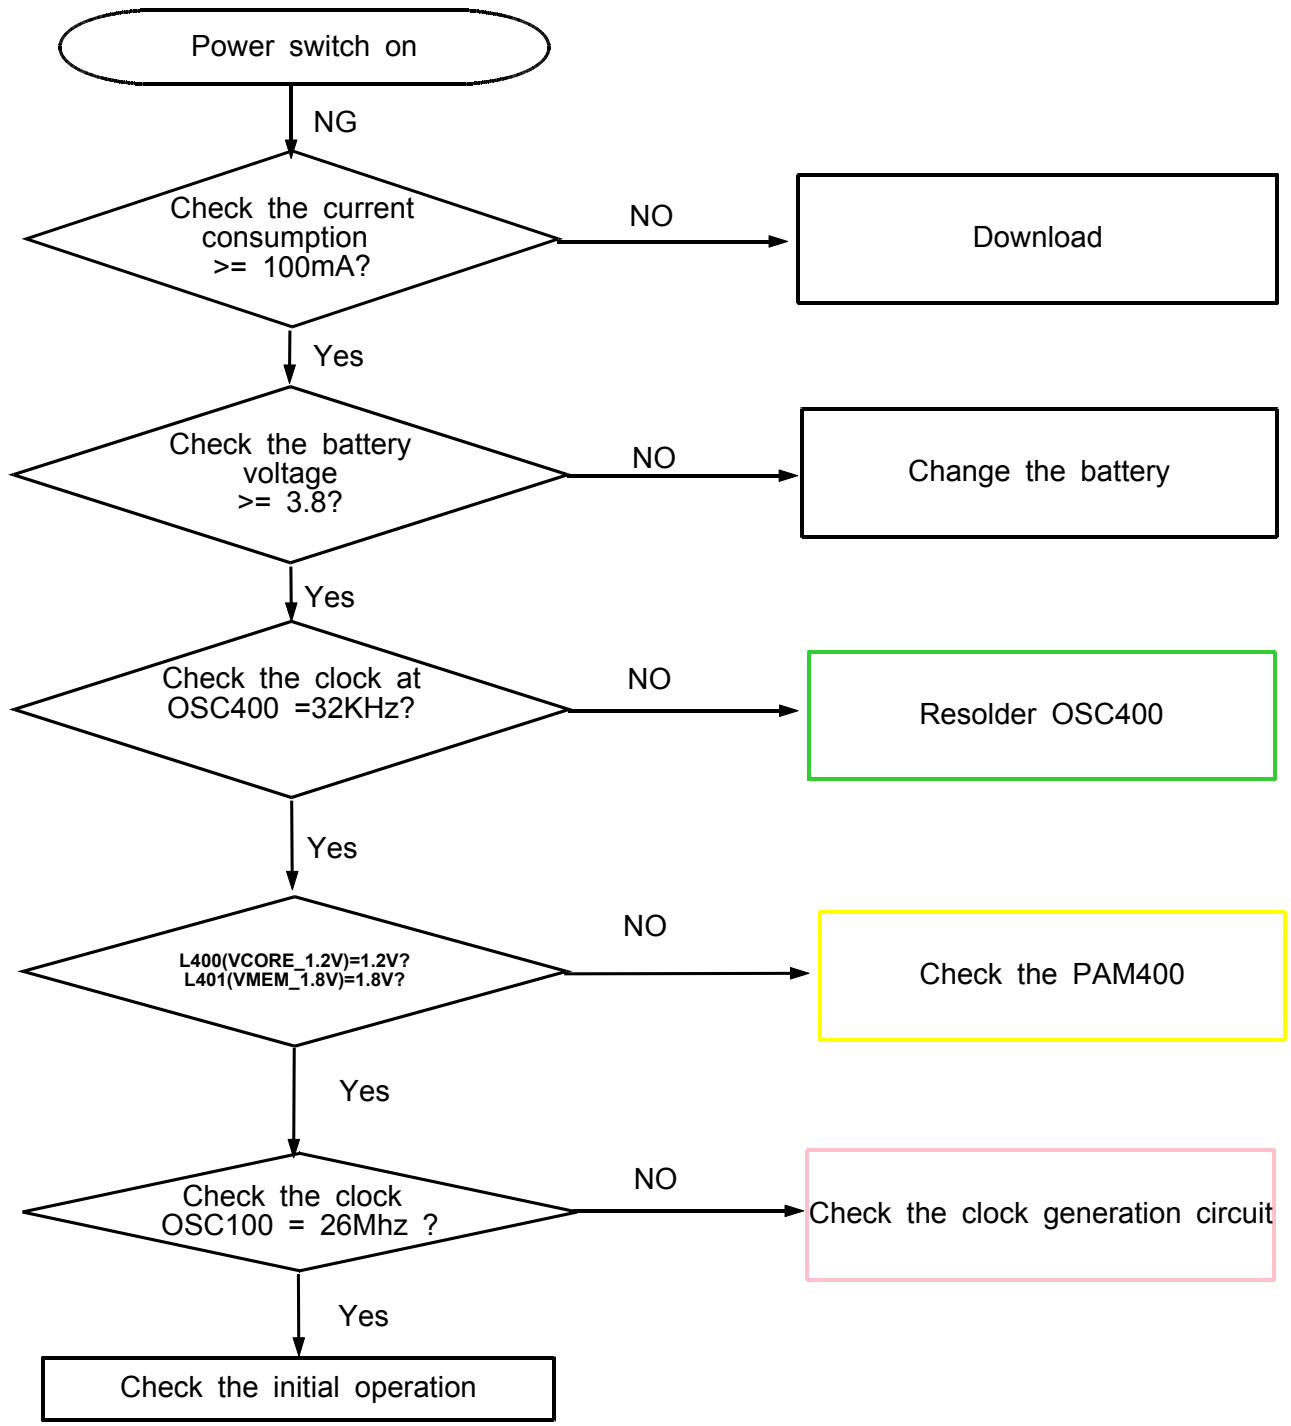 Power switch on
NG
Check the current
consumption
>= 100mA?
NO
Download
Yes
Check the battery
voltage
>= 3.8?
NO
Change the battery
Yes
Check the clock at
OSC400 =32KHz?
NO
Resolder OSC400
Yes
L400(VCORE_1.2V)=1.2V?
L401(VMEM_1.8V)=1.8V?
NO
Check the PAM400
Yes
Check the clock
OSC100 = 26Mhz ?
NO
Check the clock generation circuit
Yes
Check the initial operation